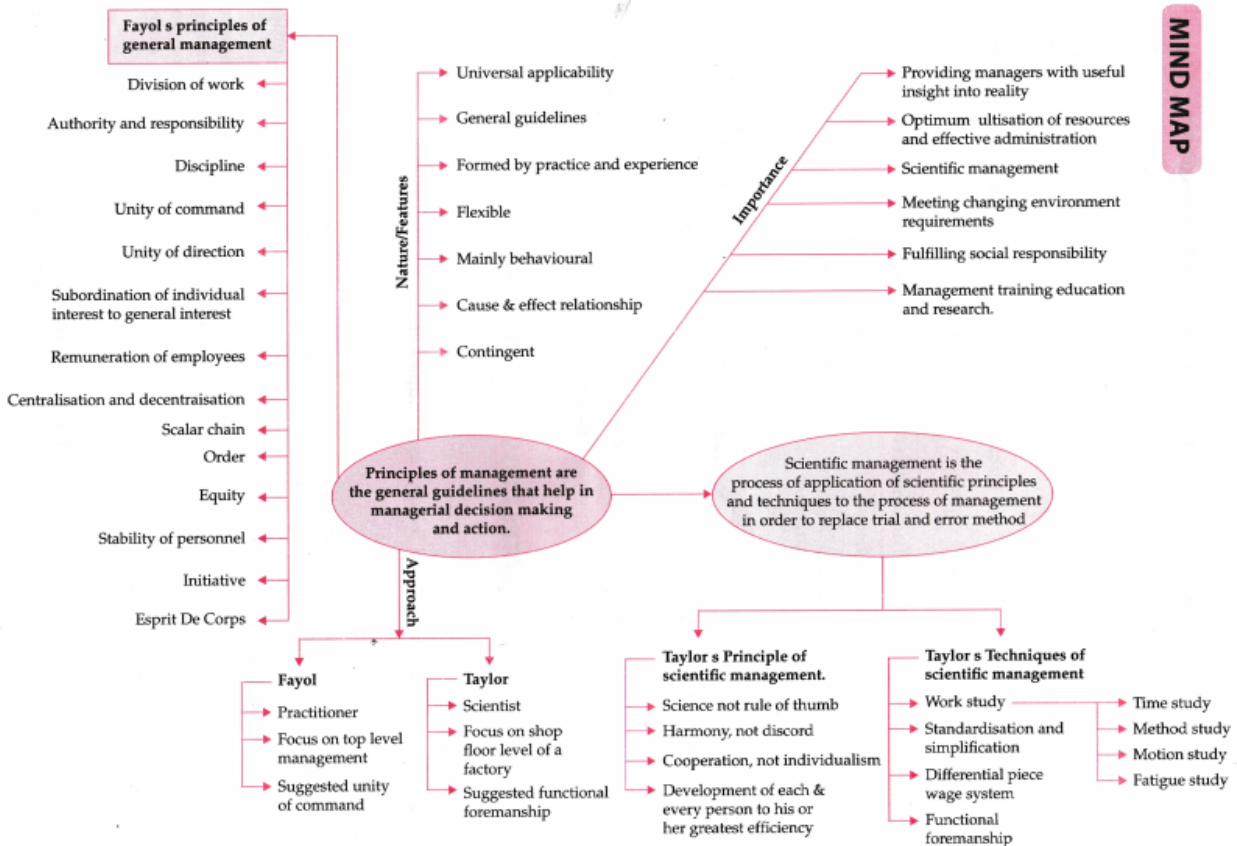 MIND MAP
Fayol s principles of
general management
Division of work
Authority and responsibility
Discipline
Unity of command
Unity of direction
Subordination of individual
interest to general interest
Remuneration of employees
Centralisation and decentraisation
Scalar chain
Order
Equity
Stability of personnel
Initiative
Esprit De Corps
Nature/Features
Universal applicability
General guidelines
Formed by practice and experience
Flexible
Mainly behavioural
Cause & effect relationship
Contingent
Importance
Providing managers with useful
insight into reality
Optimum ultisation of resources
and effective administration
Scientific management
Meeting changing environment
requirements
Fulfilling social responsibility
Management training education
and research.
Principles of management are
the general guidelines that help in
managerial decision making
and action.
Scientific management is the
process of application of scientific principles
and techniques to the process of management
in order to replace trial and error method
Approach
Fayol
Practitioner
Focus on top level
management
Suggested unity
of command
Taylor
Scientist
Focus on shop
floor level of a
factory
Suggested functional
foremanship
Taylor s Principle of
scientific management.
Science not rule of thumb
Harmony, not discord
Cooperation, not individualism
Development of each &
every person to his or
her greatest efficiency
Taylor s Techniques of
scientific management
Work study
Standardisation and
simplification
Differential piece
wage system
Functional
foremanship
Time study
Method study
Motion study
Fatigue study